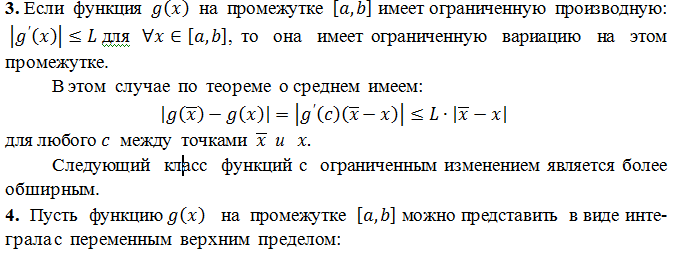 3. Если функция g(x) на промежутке [a, b] имеет ограниченную производную:
|g′(x)| ≤ L для ∀x ∈ [a, b], то она имеет ограниченную вариацию на этом
промежутке.
В этом случае по теореме о среднем имеем:
|g(x̅) − g(x)| = |g′(c)(x̅ − x)| ≤ L · |x̅ − x|
для любого c между точками x̅ и x.
Следующий класс функций с ограниченным изменением является более
обширным.
4. Пусть функцию g(x) на промежутке [a, b] можно представить в виде инте-
грала с переменным верхним пределом: